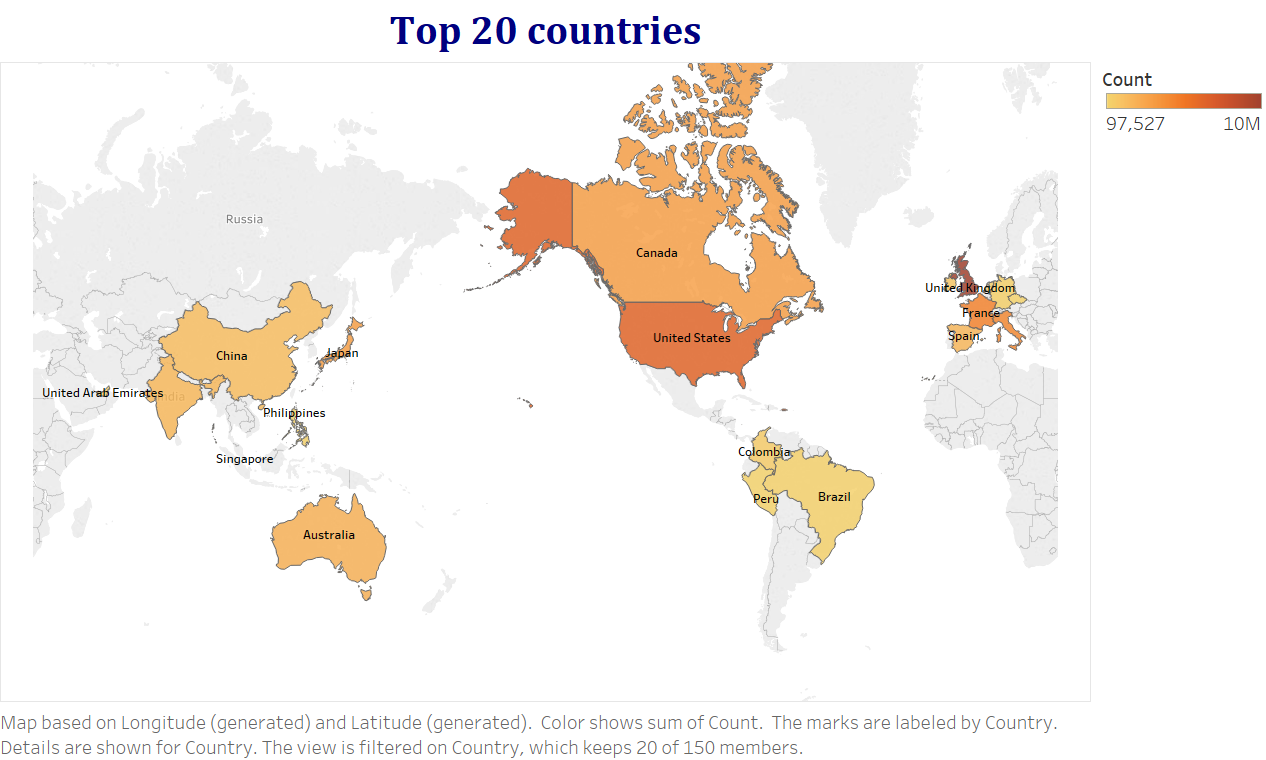 Top 20 countries
Count
97,527 10M
Russia
Canada
United Kingdom
France
United States
Spain
China
Japan
United Arab Emirates
India
Philippines
Colombia
Singapore
Peru
Brazil
Australia
Map based on Longitude (generated) and Latitude (generated). Color shows sum of Count. The marks are labeled by Country.
Details are shown for Country. The view is filtered on Country, which keeps 20 of 150 members.